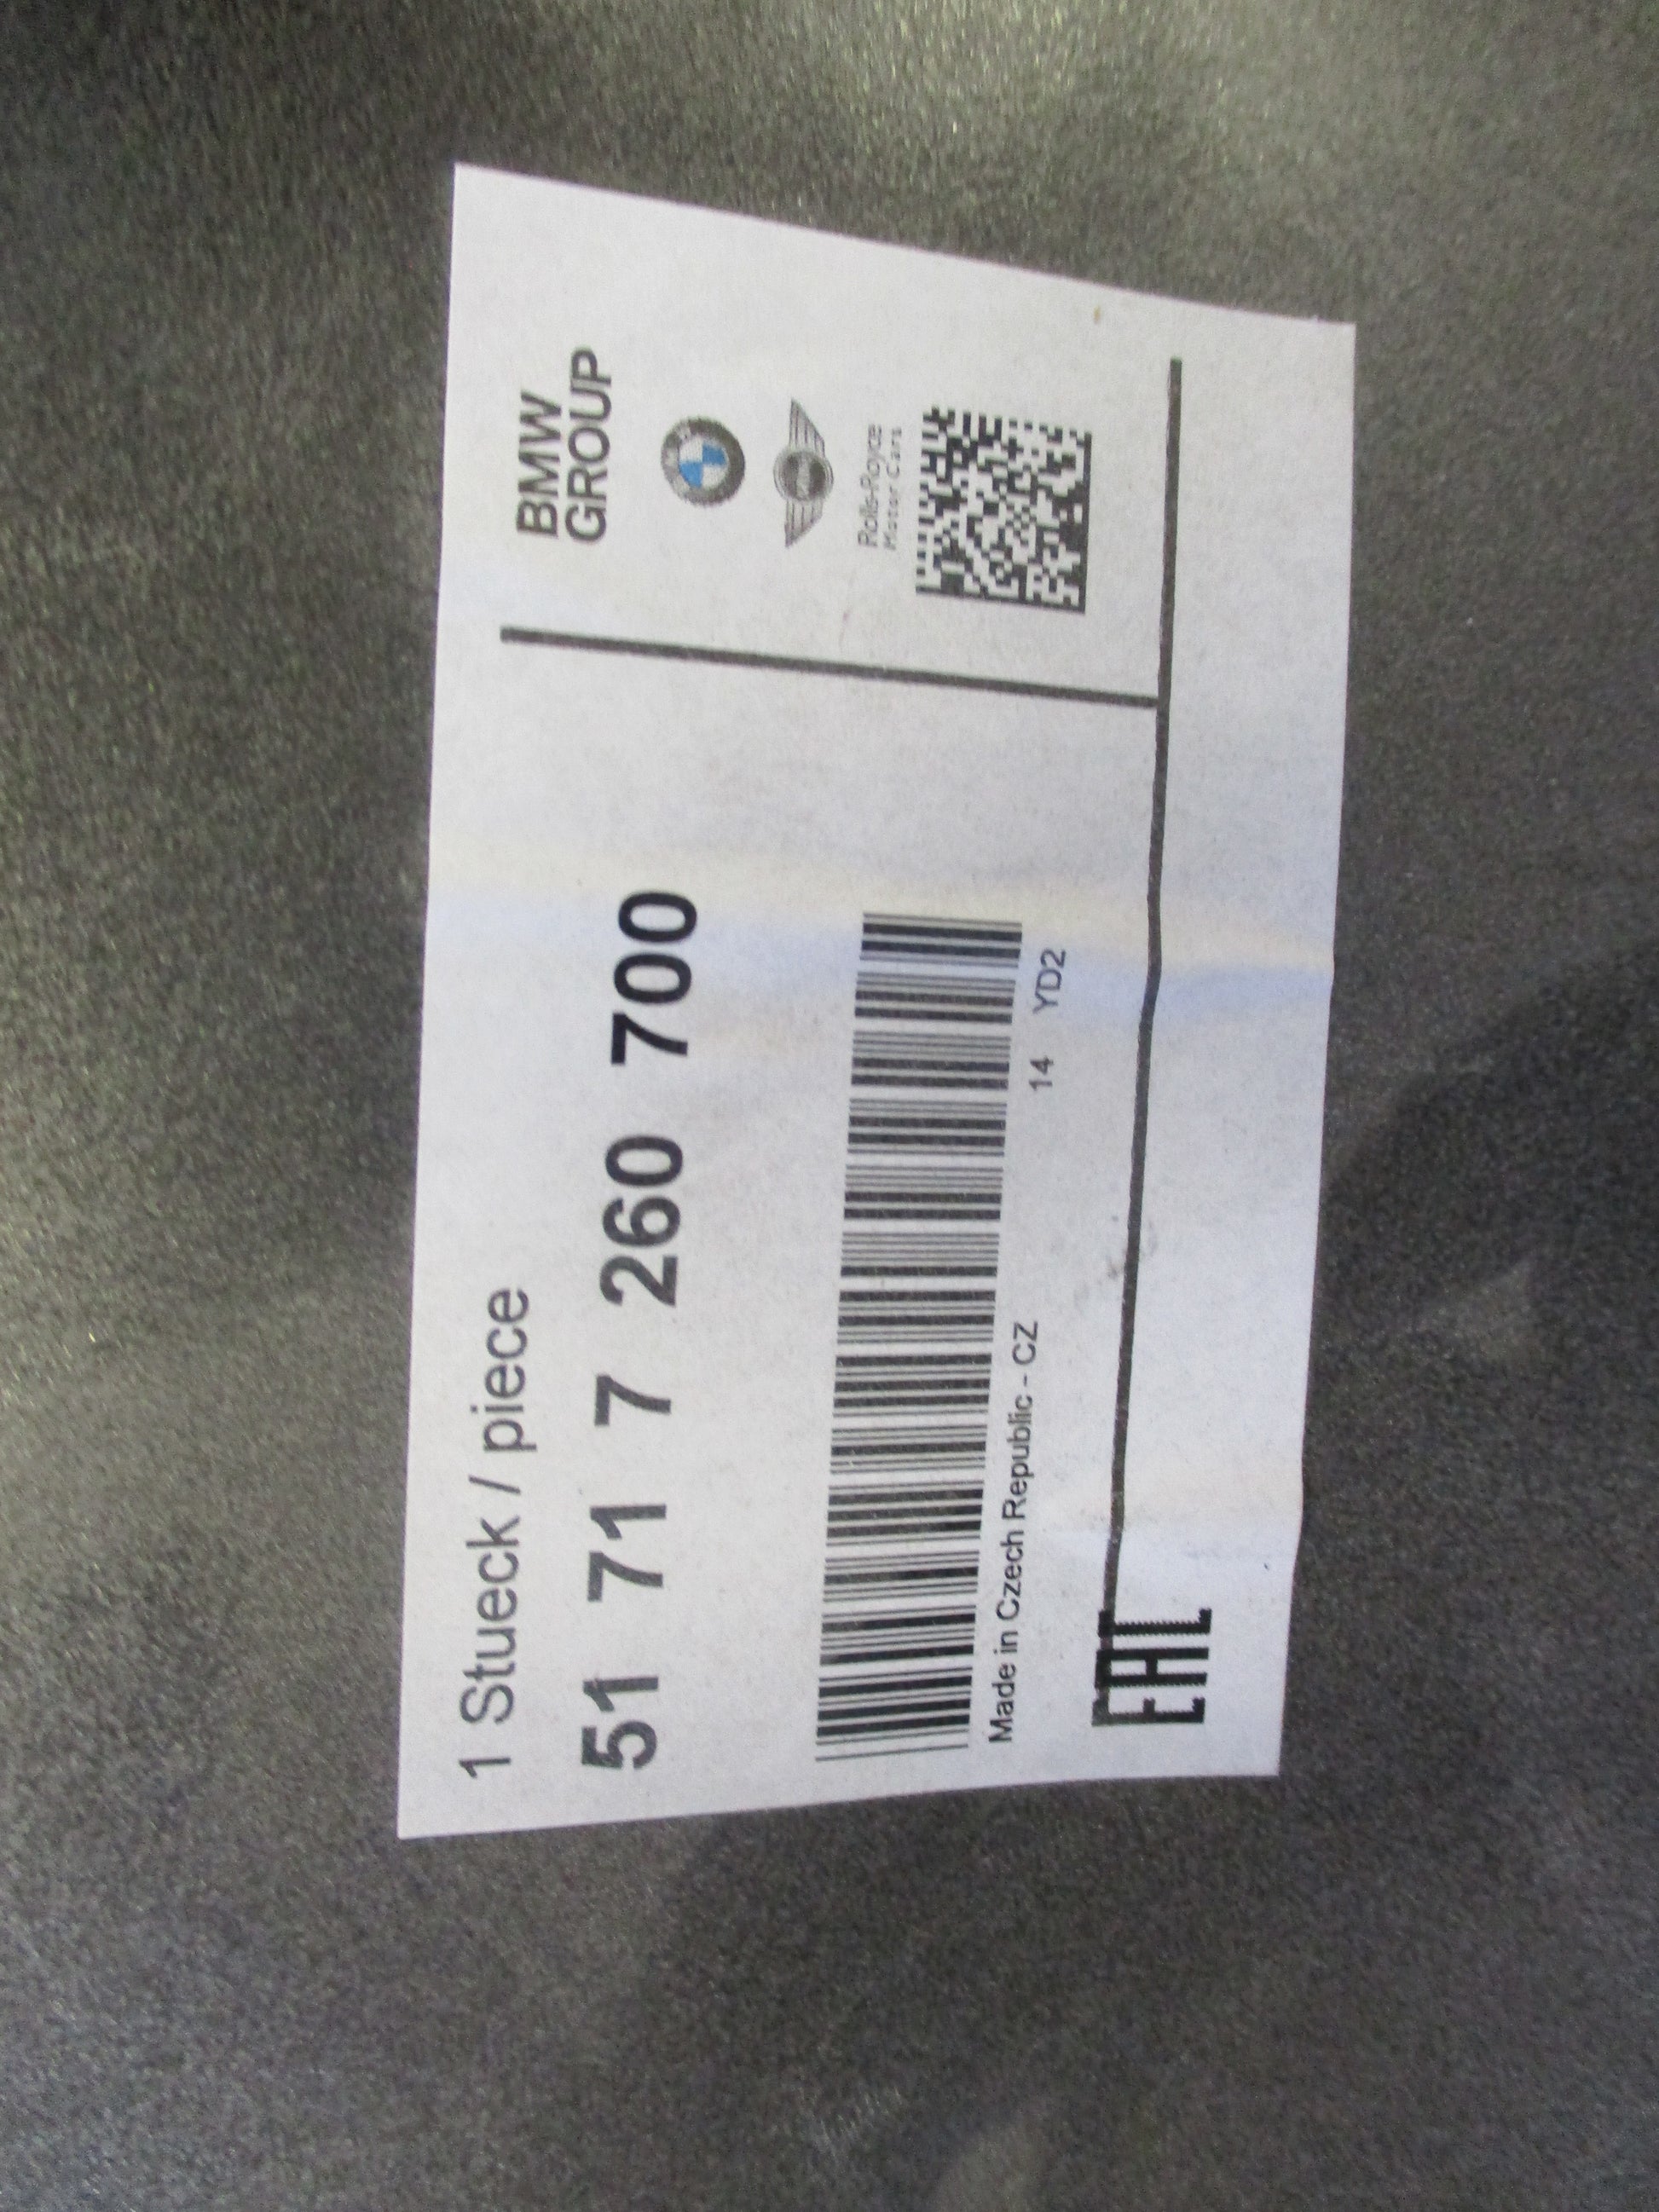 1 Stueck / piece
51 71 7 260 700
Made in Czech Republic - CZ
14 YD2
EAC
BMW
GROUP
Rolls-Royce
Motor Cars